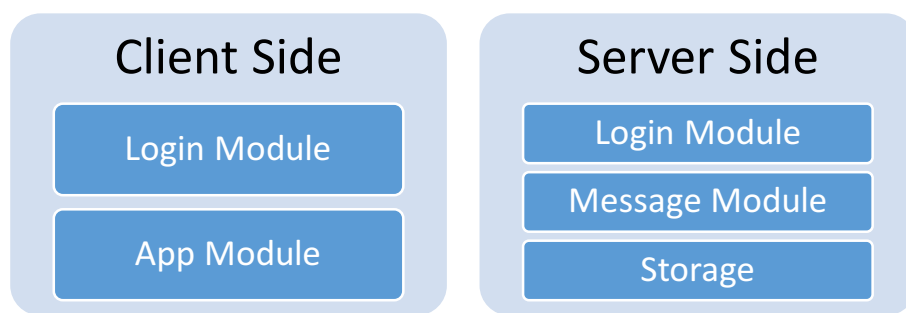 Client Side
Login Module
App Module
Server Side
Login Module
Message Module
Storage